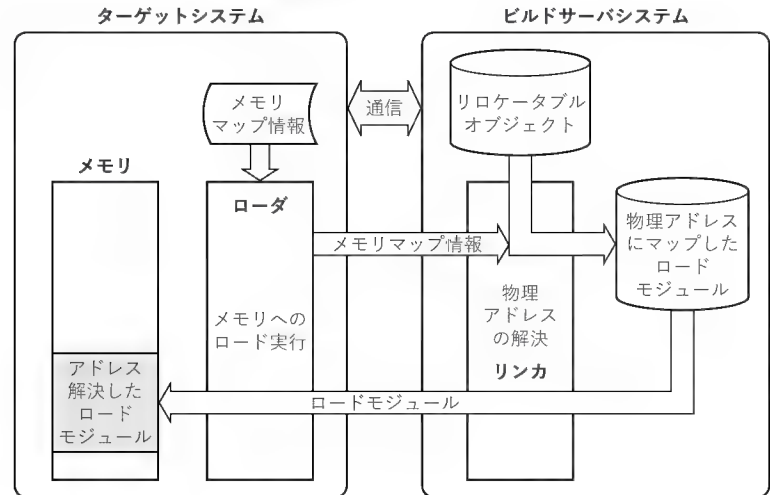 ターゲットシステム
ビルドサーバシステム
メモリ
マップ情報
通信
リロケータブル
オブジェクト
メモリ
ローダ
メモリマップ情報
物理アドレス
にマップした
ロード
モジュール
メモリへの
ロード実行
物理
アドレス
の解決
リンカ
アドレス
解決した
ロード
モジュール
ロードモジュール